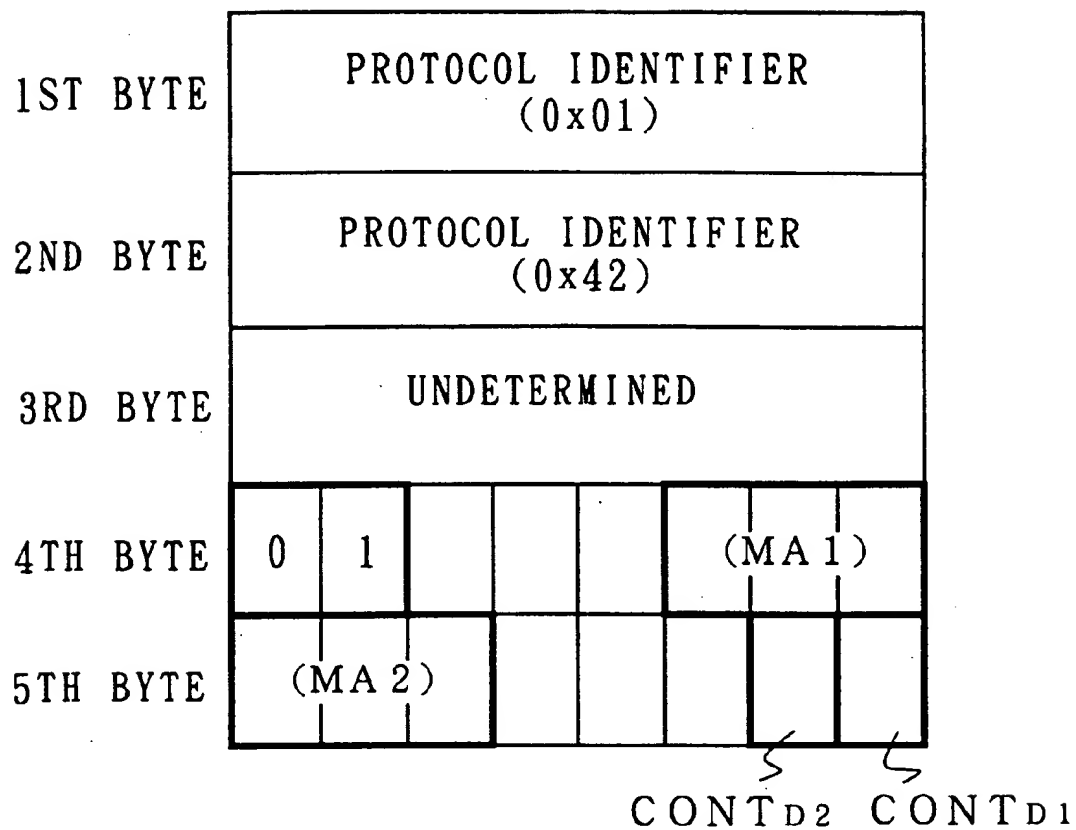 1ST BYTE
PROTOCOL IDENTIFIER
(0x01)
2ND BYTE
PROTOCOL IDENTIFIER
(0x42)
3RD BYTE
UNDETERMINED
4TH BYTE
0 1
(MA1)
5TH BYTE
(MA2)
CONTD2 CONTD1